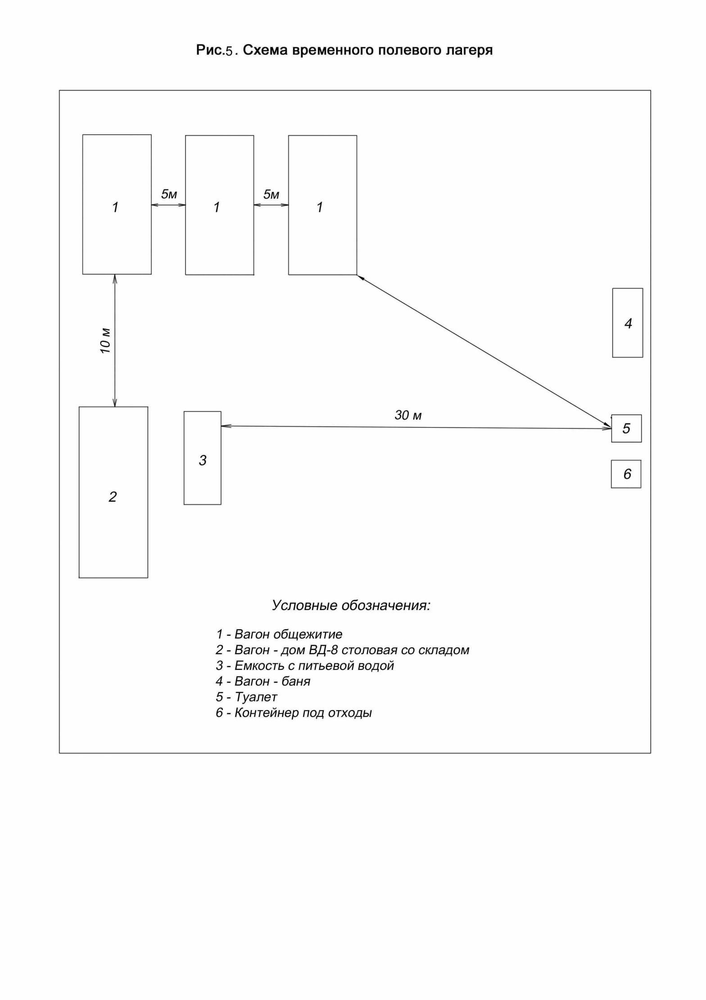 Рис.5. Схема временного полевого лагеря
5м
5м
1
1
1
4
10 м
30 м
5
3
6
2
Условные обозначения:
1 - Вагон общежитие
2 - Вагон - дом ВД-8 столовая со складом
3 - Емкость с питьевой водой
4 - Вагон - баня
5 - Туалет
6 - Контейнер под отходы